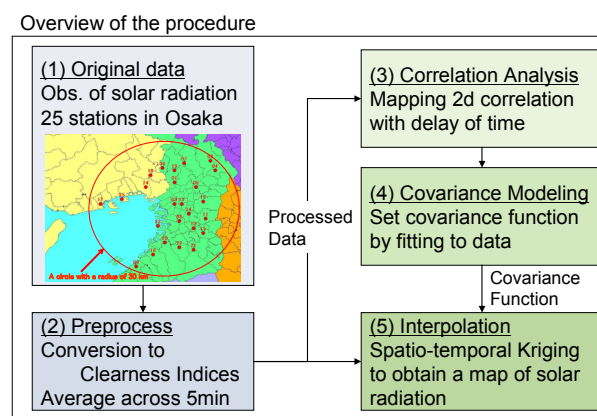 Overview of the procedure
(1) Original data
Obs. of solar radiation
25 stations in Osaka
A circle with a radius of 30 km
(2) Preprocess
Conversion to
Clearness Indices
Average across 5min
Processed
Data
(3) Correlation Analysis
Mapping 2d correlation
with delay of time
(4) Covariance Modeling
Set covariance function
by fitting to data
Covariance
Function
(5) Interpolation
Spatio-temporal Kriging
to obtain a map of solar
radiation